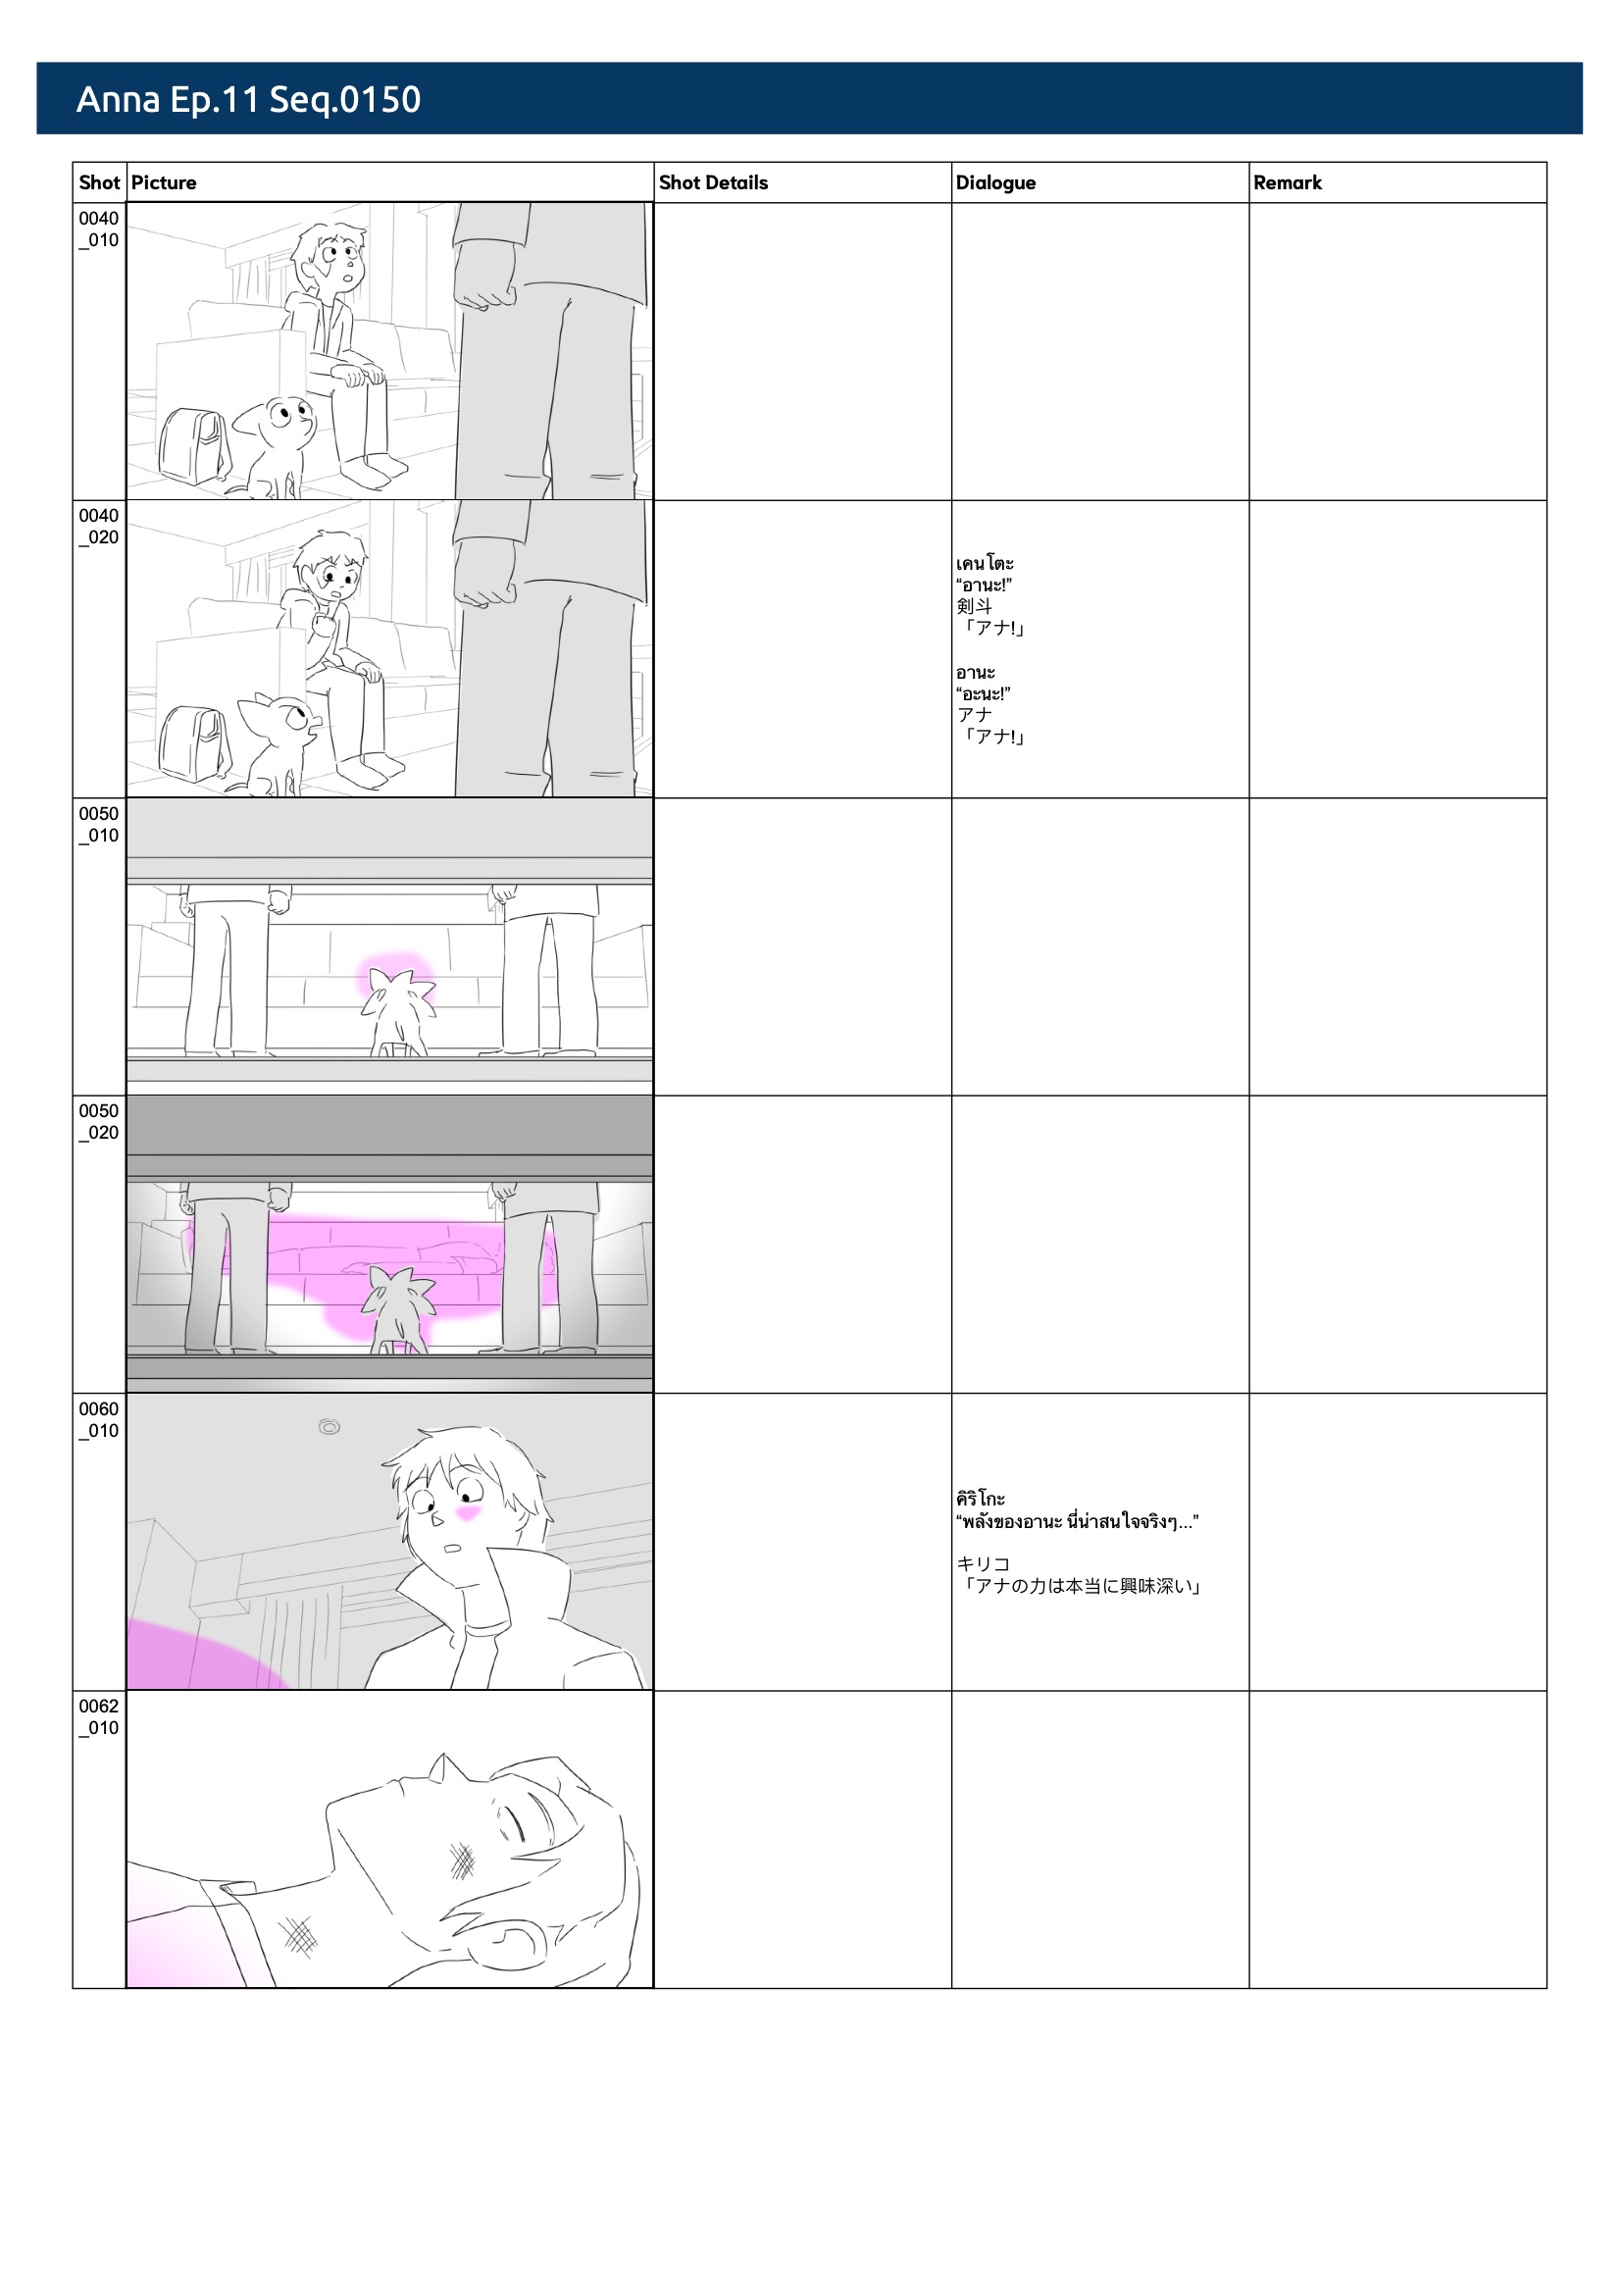 Anna Ep.11 Seq.0150
Shot Picture Shot Details Dialogue Remark
0040
_010
0040
_020
เคนโตะ
“อานะ!”
剣斗
「アナ!」
อานะ
“อะนะ!”
アナ
「アナ!」
0050
_010
0050
_020
0060
_010
คิริโกะ
“พลังของอานะ นี่น่าสนใจจริงๆ...”
キリコ
「アナの力は本当に興味深い」
0062
_010